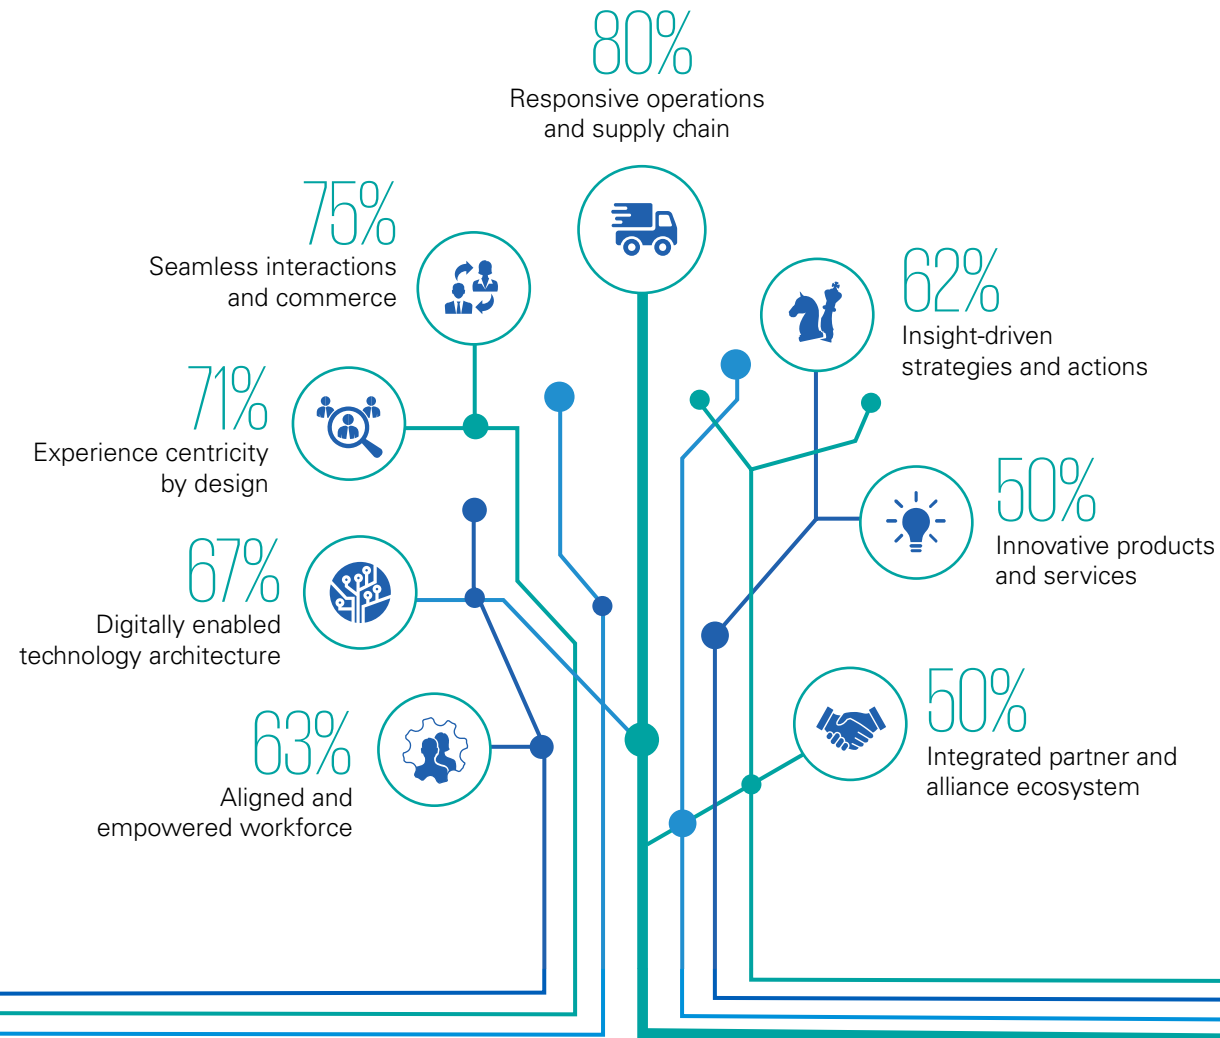 80%
Responsive operations
and supply chain
75%
Seamless interactions
and commerce
71%
Experience centricity
by design
67%
Digitally enabled
technology architecture
63%
Aligned and
empowered workforce
62%
Insight-driven
strategies and actions
50%
Innovative products
and services
50%
Integrated partner and
alliance ecosystem